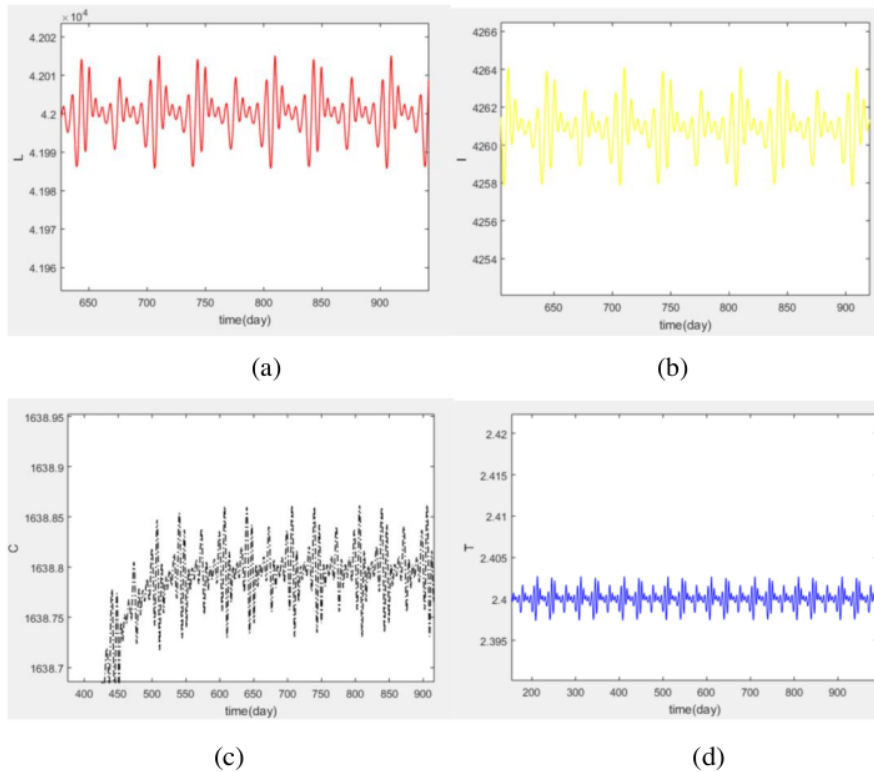 ×10⁴
4.202
4.201
4.2
4.199
4.198
4.197
4.196
L
650 700 750 800 850 900
time(day)
(a)
4266
4264
4262
4260
4258
4256
4254
I
650 700 750 800 850 900
time(day)
(b)
1638.95
1638.9
1638.85
1638.8
1638.75
1638.7
C
400 450 500 550 600 650 700 750 800 850 900
time(day)
(c)
2.42
2.415
2.41
2.405
2.4
2.395
T
200 300 400 500 600 700 800 900
time(day)
(d)